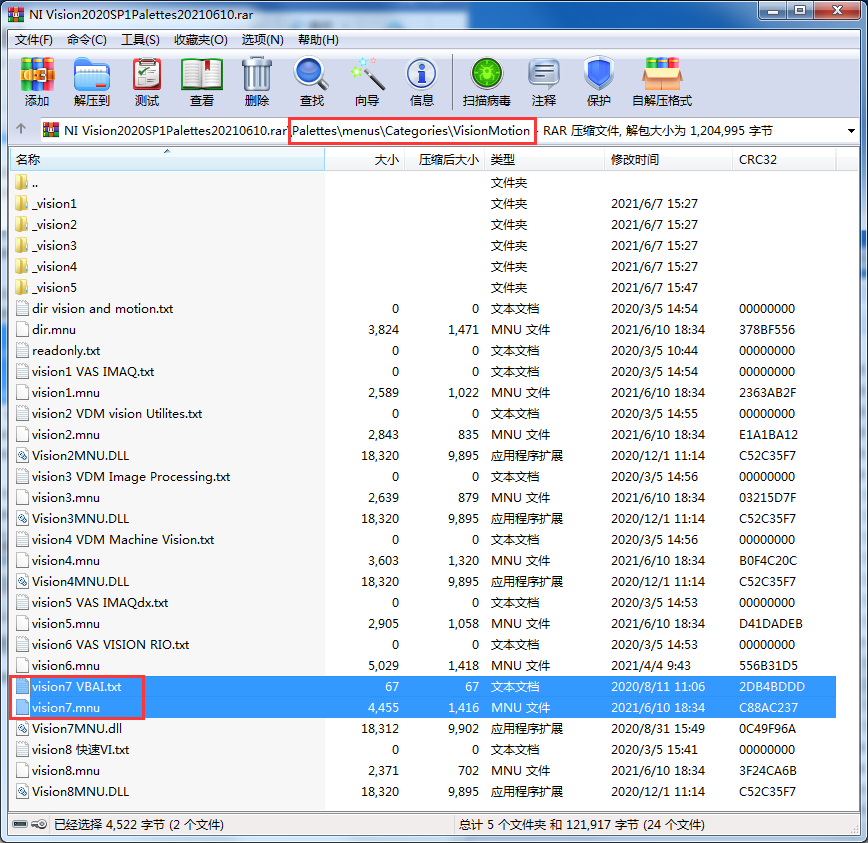 NI Vision2020SP1Palettes20210610.rar
文件(F) 命令(C) 工具(S) 收藏夹(O) 选项(N) 帮助(H)
添加 解压到 测试 查看 删除 查找 向导 信息 扫描病毒 注释 保护 自解压格式
NI Vision2020SP1Palettes20210610.rar\Palettes\menus\Categories\VisionMotion - RAR 压缩文件, 解包大小为 1,204,995 字节
名称 大小 压缩后大小 类型 修改时间 CRC32
.. 文件夹
_vision1 文件夹 2021/6/7 15:27
_vision2 文件夹 2021/6/7 15:27
_vision3 文件夹 2021/6/7 15:27
_vision4 文件夹 2021/6/7 15:27
_vision5 文件夹 2021/6/7 15:47
dir vision and motion.txt 0 0 文本文档 2020/3/5 14:54 00000000
dir.mnu 3,824 1,471 MNU 文件 2021/6/10 18:34 378BF556
readonly.txt 0 0 文本文档 2020/3/5 10:44 00000000
vision1 VAS IMAQ.txt 0 0 文本文档 2020/3/5 14:54 00000000
vision1.mnu 2,589 1,022 MNU 文件 2021/6/10 18:34 2363AB2F
vision2 VDM vision Utilites.txt 0 0 文本文档 2020/3/5 14:55 00000000
vision2.mnu 2,843 835 MNU 文件 2021/6/10 18:34 E1A1BA12
Vision2MNU.DLL 18,320 9,895 应用程序扩展 2020/12/1 11:14 C52C35F7
vision3 VDM Image Processing.txt 0 0 文本文档 2020/3/5 14:56 00000000
vision3.mnu 2,639 879 MNU 文件 2021/6/10 18:34 03215D7F
Vision3MNU.DLL 18,320 9,895 应用程序扩展 2020/12/1 11:14 C52C35F7
vision4 VDM Machine Vision.txt 0 0 文本文档 2020/3/5 14:56 00000000
vision4.mnu 3,603 1,320 MNU 文件 2021/6/10 18:34 B0F4C20C
Vision4MNU.DLL 18,320 9,895 应用程序扩展 2020/12/1 11:14 C52C35F7
vision5 VAS IMAQdx.txt 0 0 文本文档 2020/3/5 14:53 00000000
vision5.mnu 2,905 1,058 MNU 文件 2021/6/10 18:34 D41DADEB
vision6 VAS VISION RIO.txt 0 0 文本文档 2020/3/5 14:53 00000000
vision6.mnu 5,029 1,418 MNU 文件 2021/4/4 9:43 556B31D5
vision7 VBAI.txt 67 67 文本文档 2020/8/11 11:06 2DB4BDDD
vision7.mnu 4,455 1,416 MNU 文件 2021/6/10 18:34 C88AC237
Vision7MNU.dll 18,312 9,902 应用程序扩展 2020/8/31 15:49 0C49F96A
vision8 快速VI.txt 0 0 文本文档 2020/3/5 15:41 00000000
vision8.mnu 2,371 702 MNU 文件 2021/6/10 18:34 3F24CA6B
Vision8MNU.DLL 18,320 9,895 应用程序扩展 2020/12/1 11:14 C52C35F7
已经选择 4,522 字节 (2 个文件) 总计 5 个文件夹 和 121,917 字节 (24 个文件)